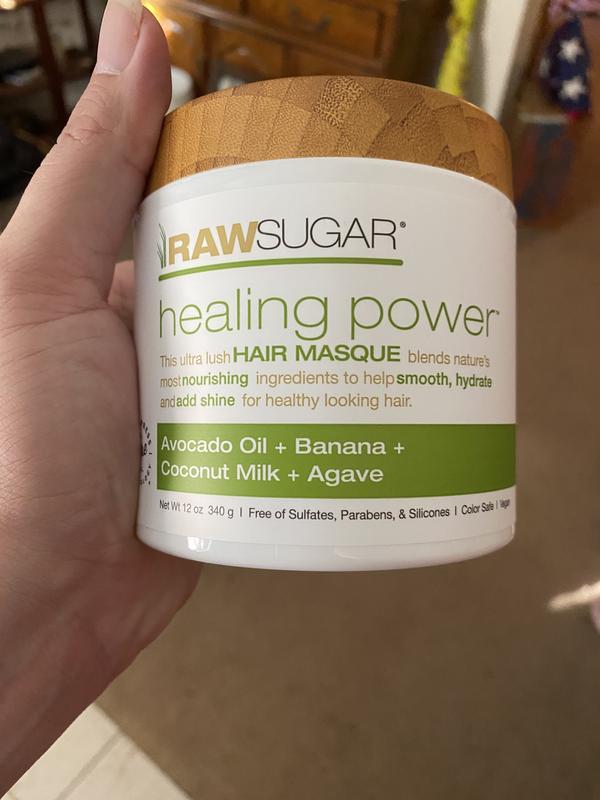 RAWSUGAR®
healing power™
This ultra lush HAIR MASQUE blends nature's
most nourishing ingredients to help smooth, hydrate
and add shine for healthy looking hair.
Avocado Oil + Banana +
Coconut Milk + Agave
Net Wt 12 oz 340 g I Free of Sulfates, Parabens, & Silicones I Color Safe I Vegan